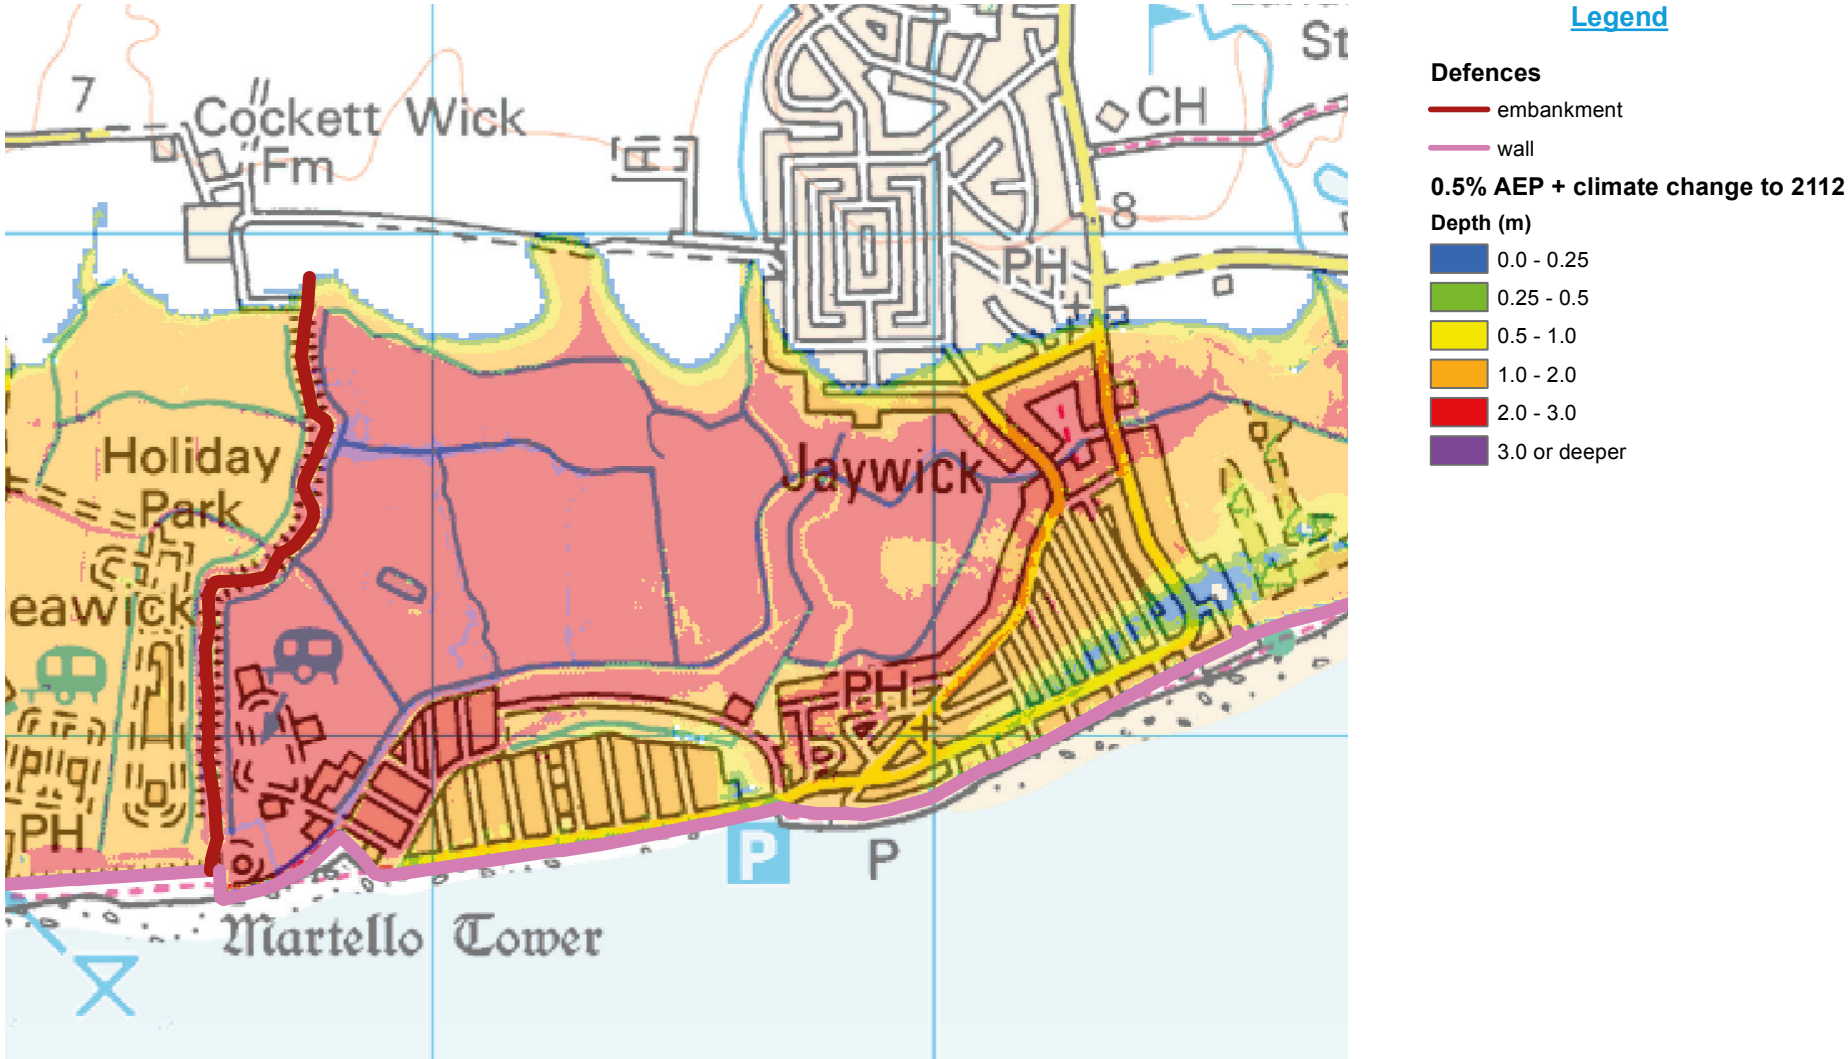 7
Cockett Wick
Fm
CH
St
8
PH
Holiday
Park
Jaywick
eawick
PH
PH
P
P
Martello Tower
Legend
Defences
embankment
wall
0.5% AEP + climate change to 2112
Depth (m)
0.0 - 0.25
0.25 - 0.5
0.5 - 1.0
1.0 - 2.0
2.0 - 3.0
3.0 or deeper